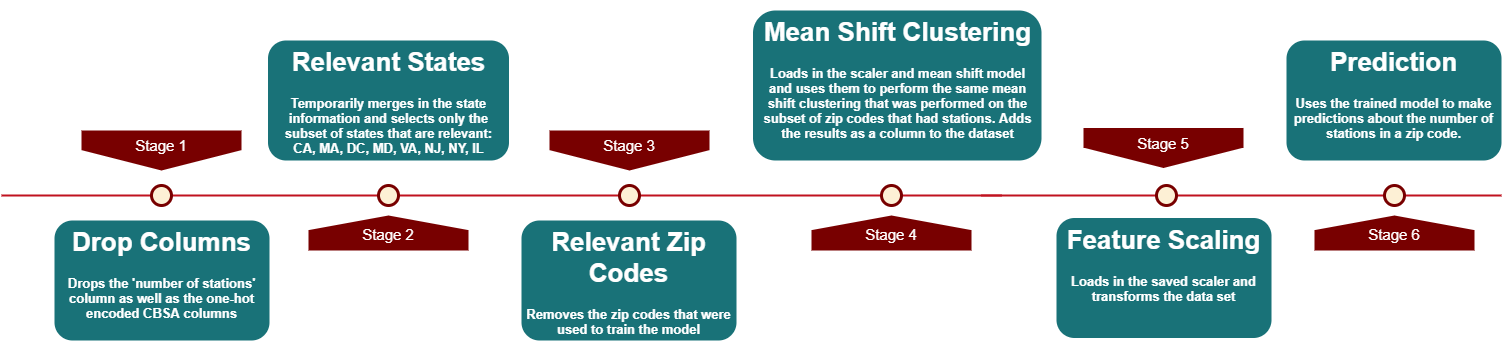 Stage 1
Drop Columns
Drops the 'number of stations'
column as well as the one-hot
encoded CBSA columns
Relevant States
Temporarily merges in the state
information and selects only the
subset of states that are relevant:
CA, MA, DC, MD, VA, NJ, NY, IL
Stage 2
Stage 3
Relevant Zip
Codes
Removes the zip codes that were
used to train the model
Mean Shift Clustering
Loads in the scaler and mean shift model
and uses them to perform the same mean
shift clustering that was performed on the
subset of zip codes that had stations. Adds
the results as a column to the dataset
Stage 4
Stage 5
Feature Scaling
Loads in the saved scaler and
transforms the data set
Prediction
Uses the trained model to make
predictions about the number of
stations in a zip code.
Stage 6